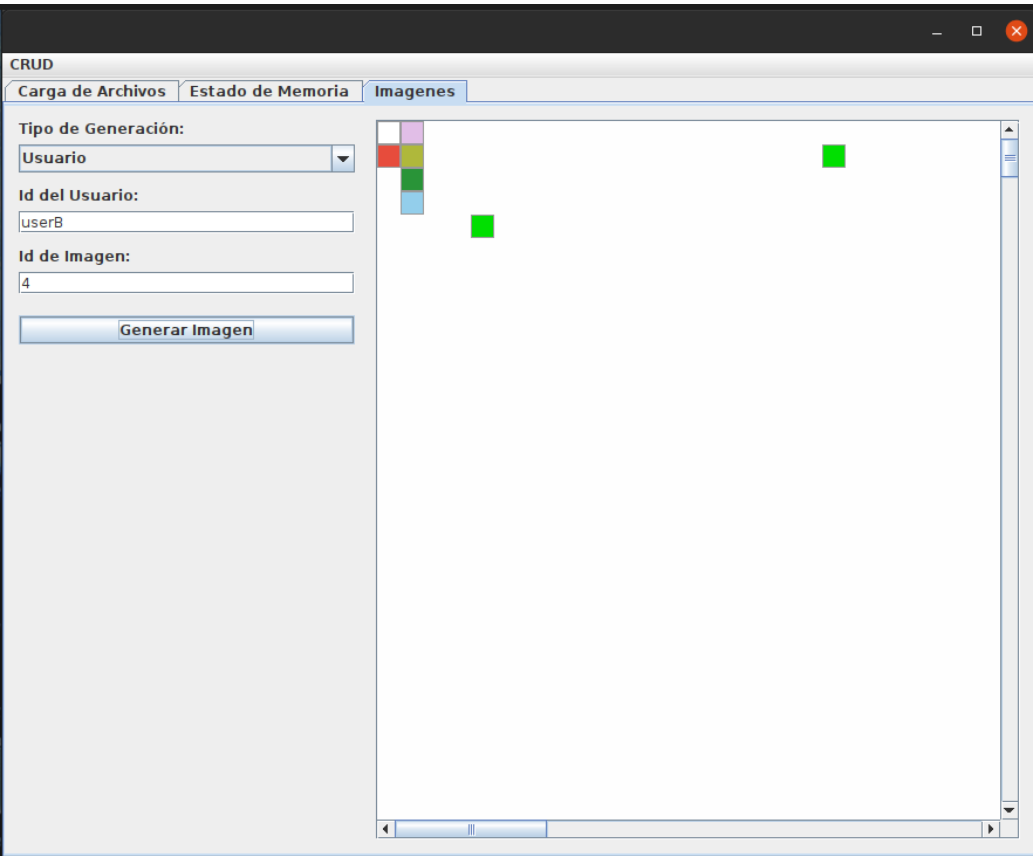 CRUD
Carga de Archivos Estado de Memoria Imagenes
Tipo de Generación:
Usuario
Id del Usuario:
userB
Id de Imagen:
4
Generar Imagen